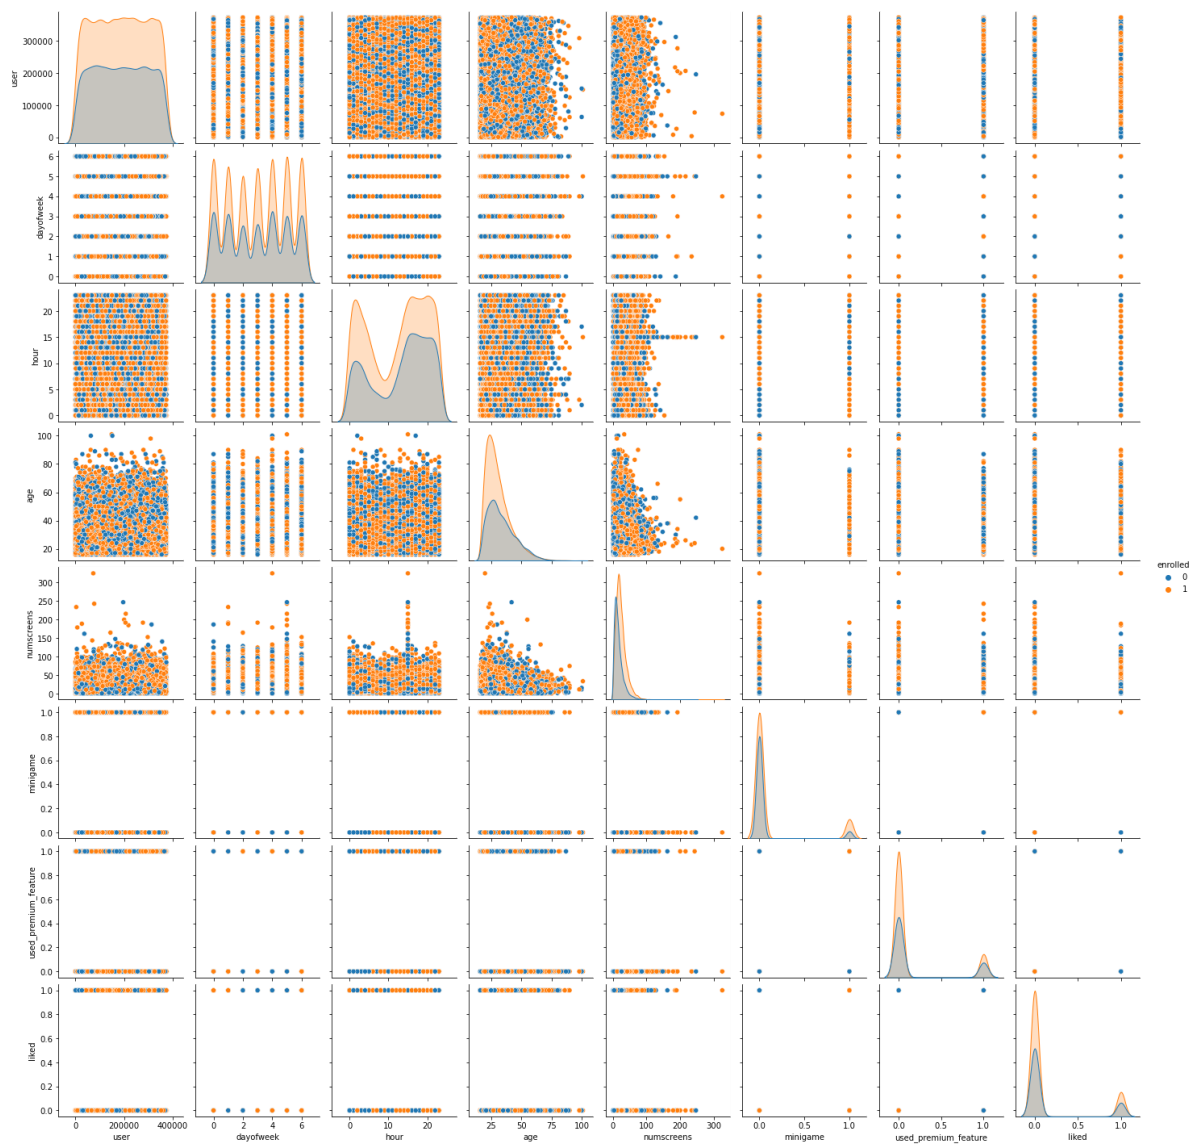 300000
200000
100000
0
user
6
5
4
3
2
1
0
dayofweek
20
15
10
5
0
hour
100
80
60
40
20
age
enrolled
0
1
300
250
200
150
100
50
0
numscreens
1.0
0.8
0.6
0.4
0.2
0.0
minigame
1.0
0.8
0.6
0.4
0.2
0.0
used_premium_feature
1.0
0.8
0.6
0.4
0.2
0.0
liked
0 200000 400000
0 2 4 6
0 10 20
25 50 75 100
0 100 200 300
0.0 0.5 1.0
0.0 0.5 1.0
0.0 0.5 1.0
user dayofweek hour age numscreens minigame used_premium_feature liked